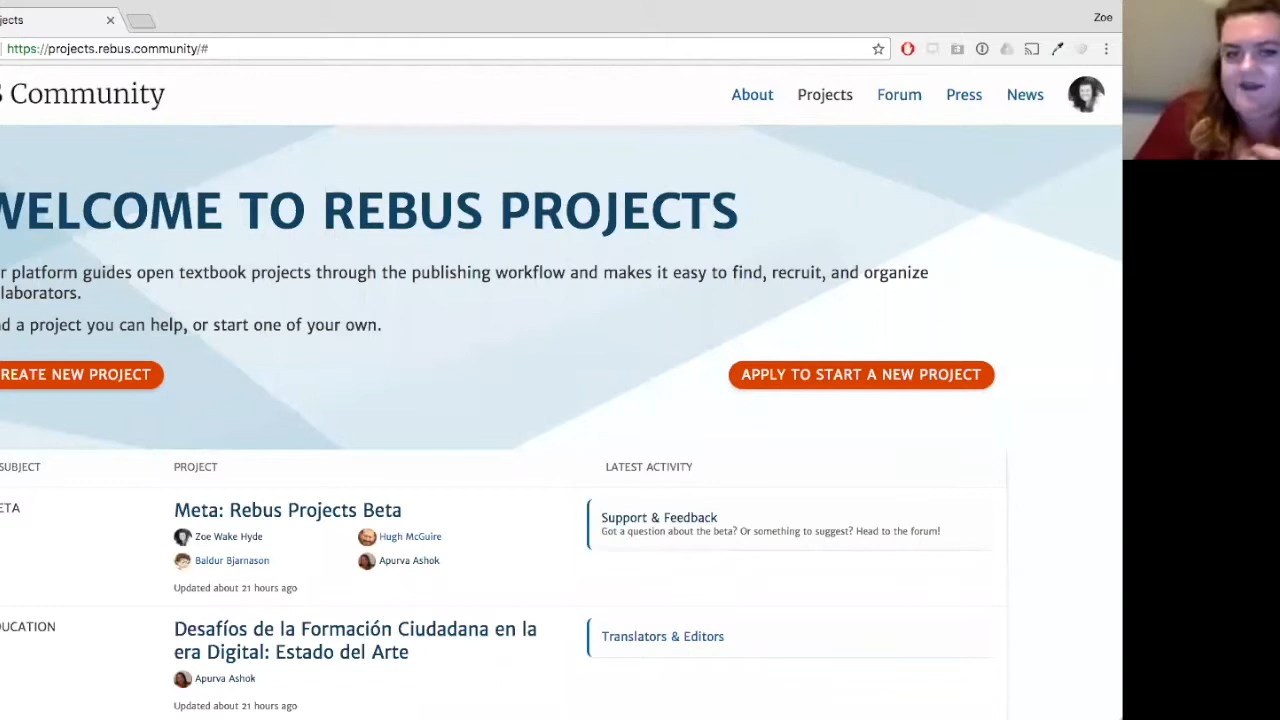 jects
Zoe
https://projects.rebus.community/#
S Community
About Projects Forum Press News
WELCOME TO REBUS PROJECTS
r platform guides open textbook projects through the publishing workflow and makes it easy to find, recruit, and organize
laborators.
d a project you can help, or start one of your own.
REATE NEW PROJECT
APPLY TO START A NEW PROJECT
SUBJECT PROJECT LATEST ACTIVITY
ETA
Meta: Rebus Projects Beta
Zoe Wake Hyde Hugh McGuire
Baldur Bjarnason Apurva Ashok
Updated about 21 hours ago
Support & Feedback
Got a question about the beta? Or something to suggest? Head to the forum!
UCATION
Desafíos de la Formación Ciudadana en la
era Digital: Estado del Arte
Apurva Ashok
Updated about 21 hours ago
Translators & Editors